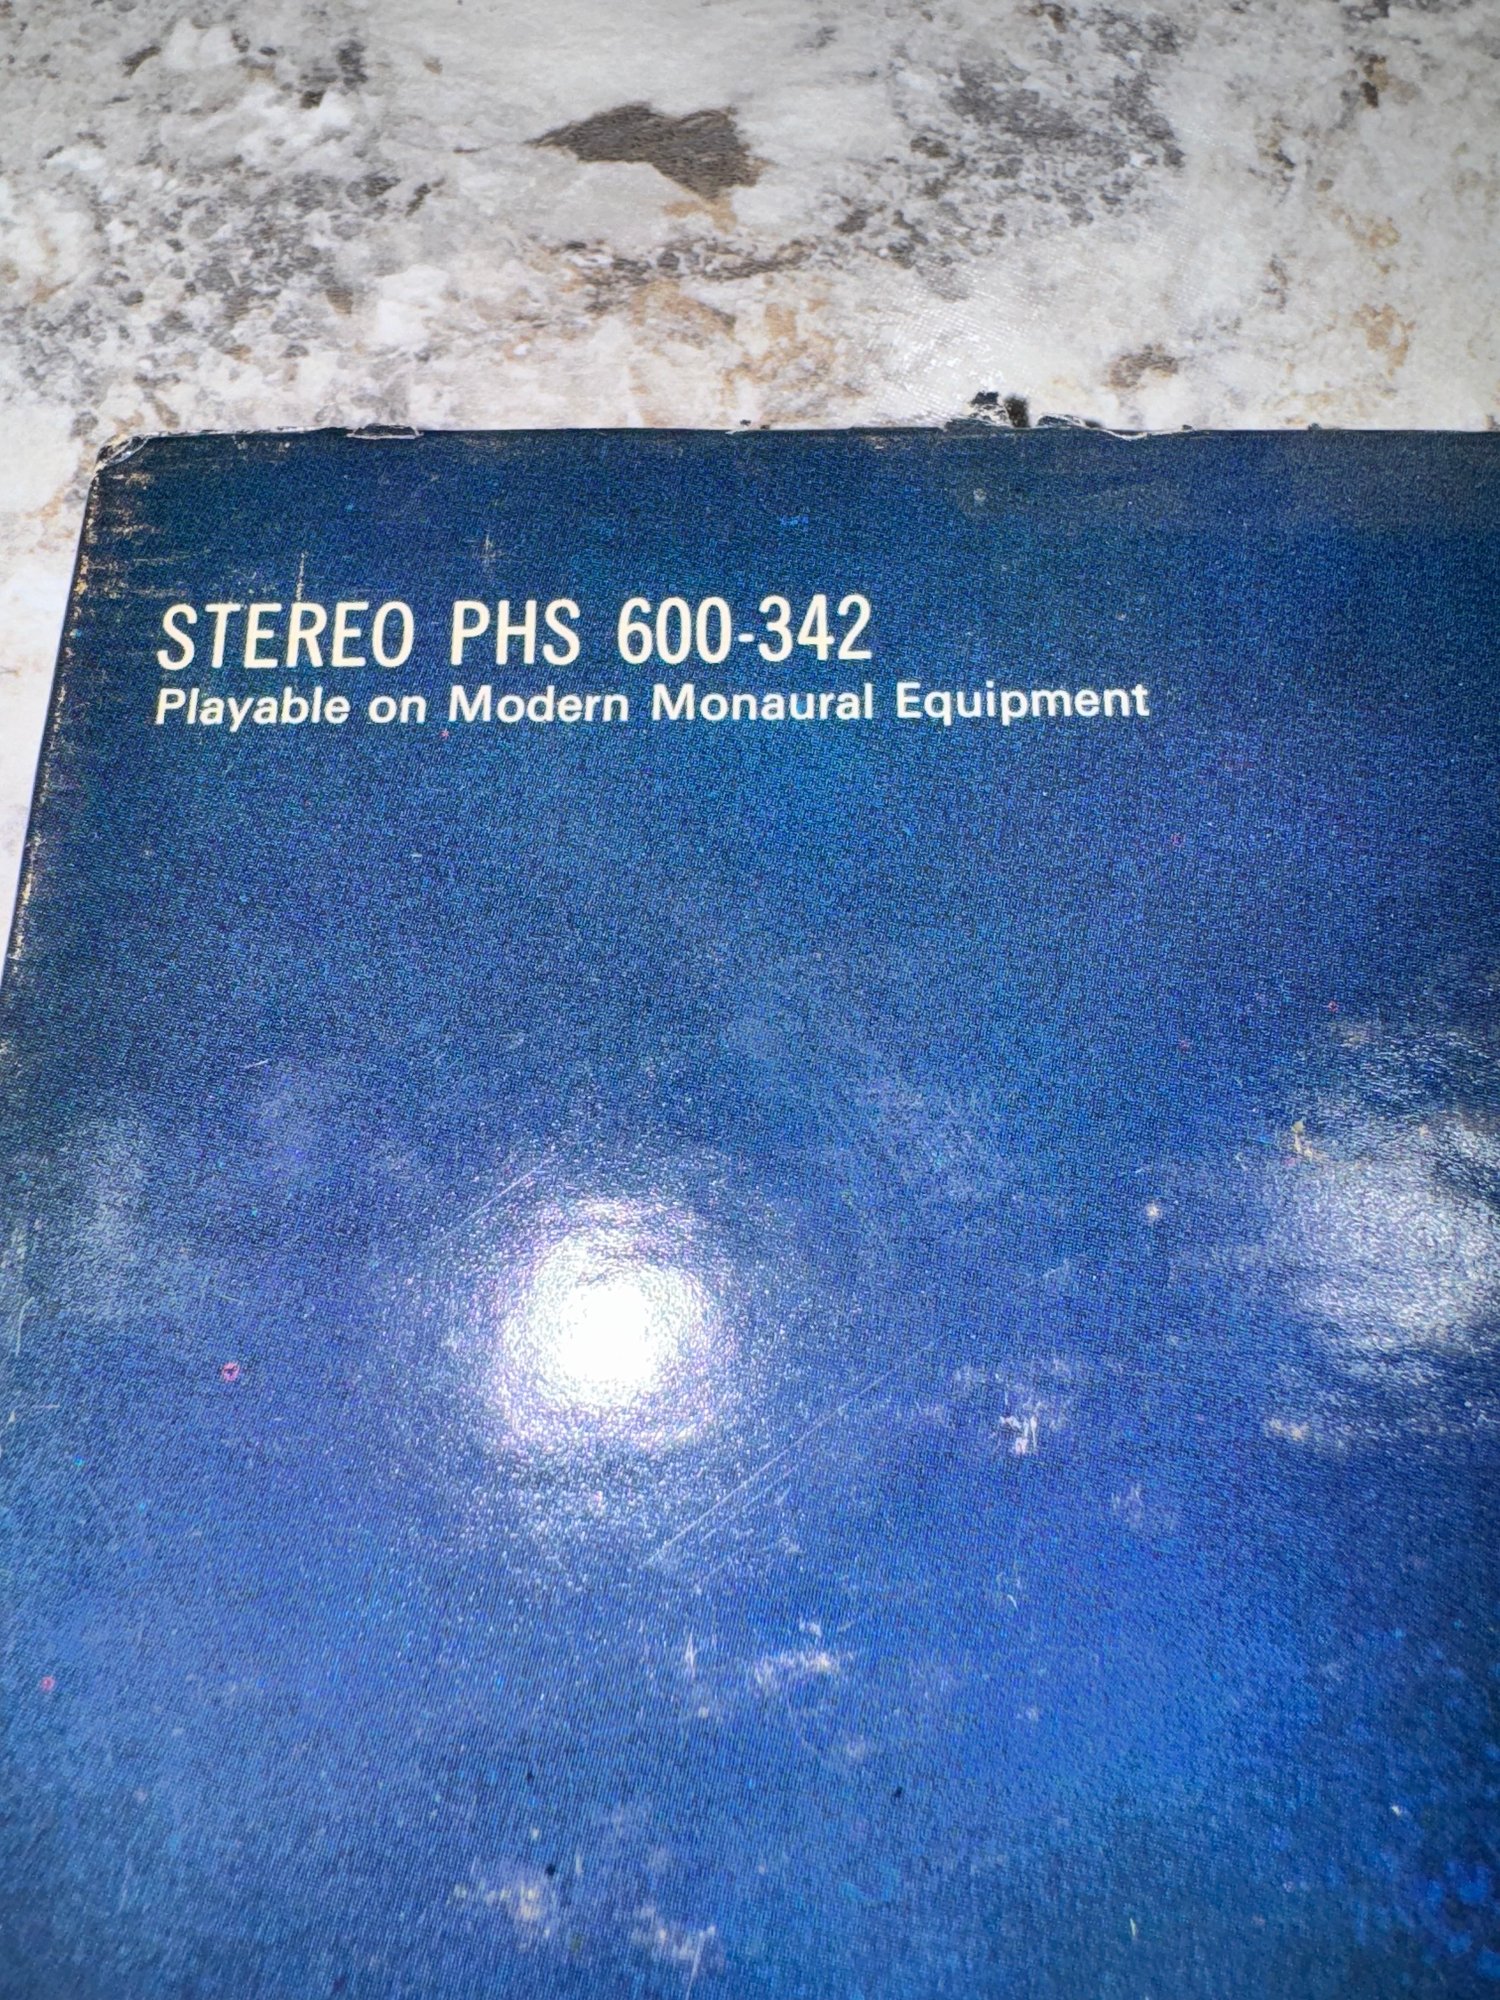 STEREO PHS 600-342
Playable on Modern Monaural Equipment